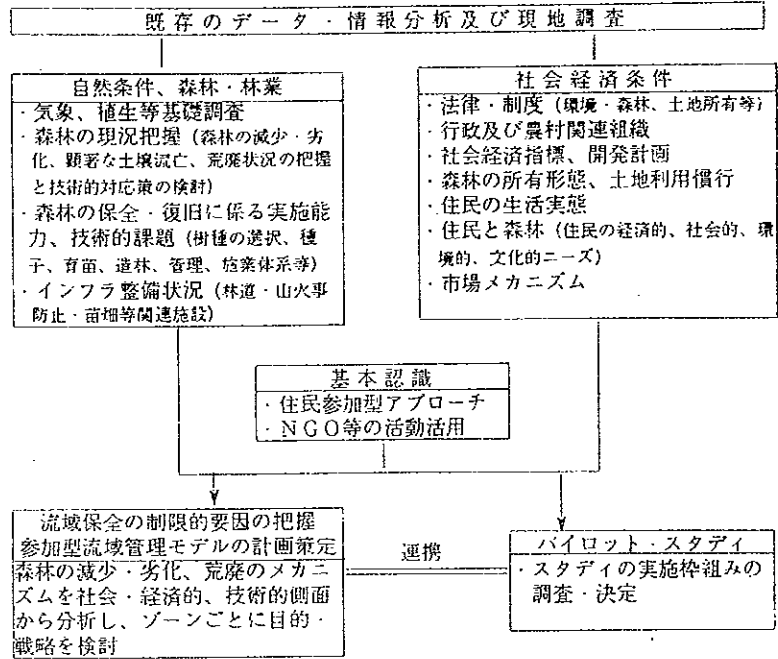 既存のデータ・情報分析及び現地調査
自然条件、森林・林業
・気象、植生等基礎調査
・森林の現況把握（森林の減少・劣
化、顕著な土壌流亡、荒廃状況の把握
と技術的対応策の検討）
・森林の保全・復旧に係る実施能
力、技術的課題（樹種の選択、種
子、育苗、造林、管理、施業体系等）
・インフラ整備状況（林道・山火事
防止・苗畑等関連施設）
社会経済条件
・法律・制度（環境・森林、土地所有等）
・行政及び農村関連組織
・社会経済指標、開発計画
・森林の所有形態、土地利用慣行
・住民の生活実態
・住民と森林（住民の経済的、社会的、環
境的、文化的ニーズ）
・市場メカニズム
基本認識
・住民参加型アプローチ
・NGO等の活動活用
流域保全の制限的要因の把握
参加型流域管理モデルの計画策定
森林の減少・劣化、荒廃のメカニ
ズムを社会・経済的、技術的側面
から分析し、ゾーンごとに目的・
戦略を検討
連携
パイロット・スタディ
・スタディの実施枠組みの
調査・決定